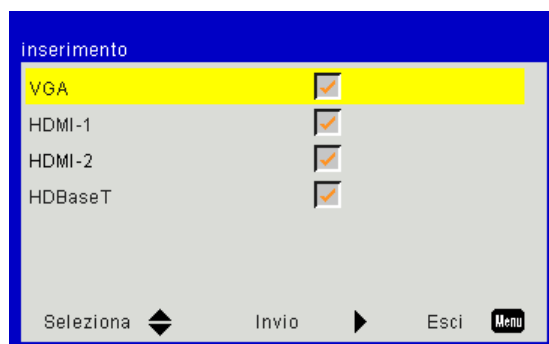 inserimento
VGA
HDMI-1
HDMI-2
HDBaseT
Seleziona Invio Esci Menu